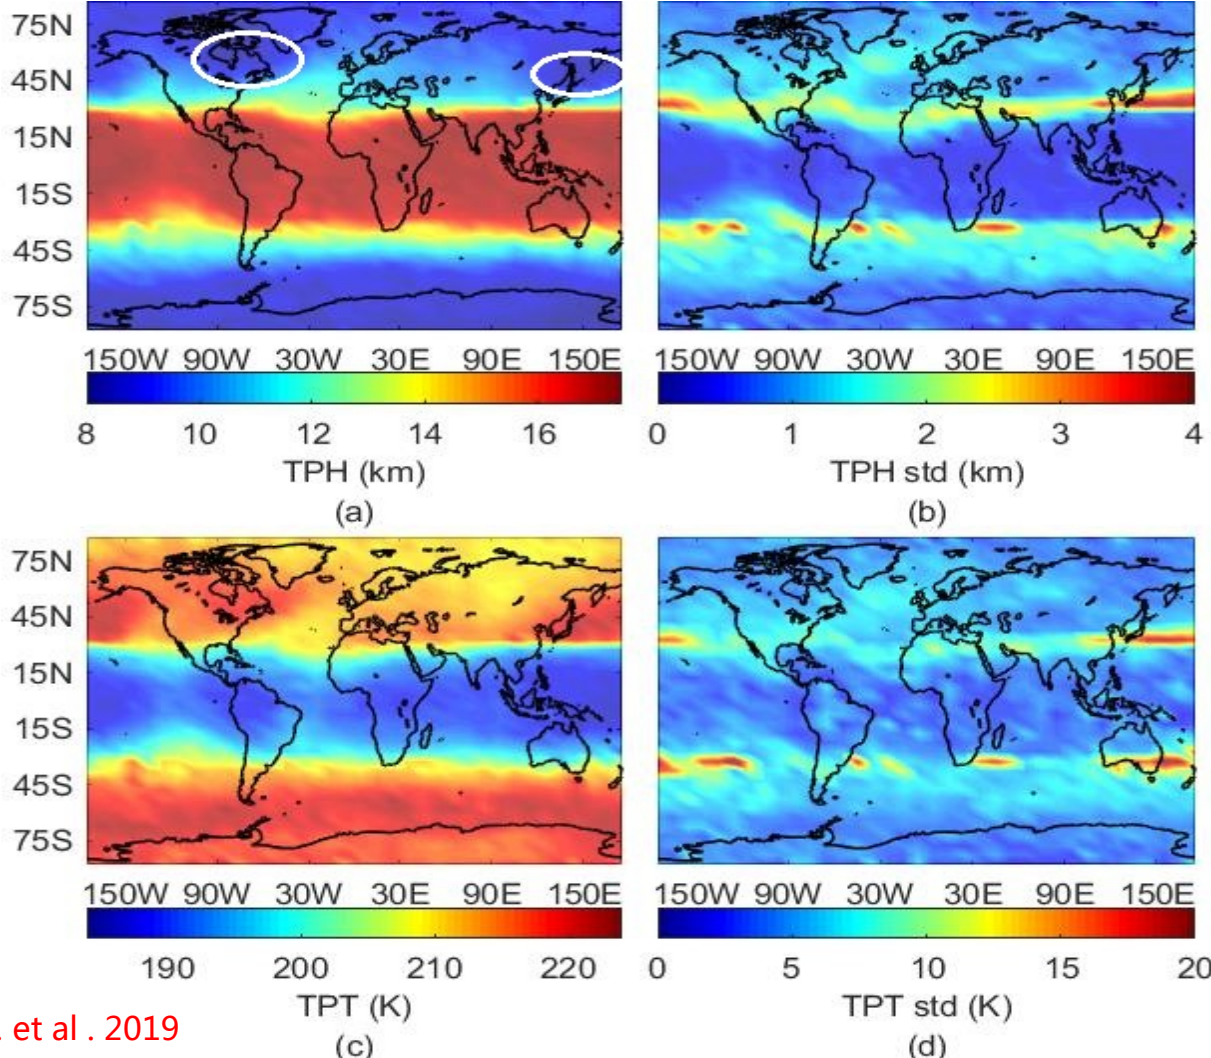 75N
45N
15N
15S
45S
75S
150W 90W 30W 30E 90E 150E
150W 90W 30W 30E 90E 150E
8 10 12 14 16
0 1 2 3 4
TPH (km)
TPH std (km)
(a)
(b)
75N
45N
15N
15S
45S
75S
150W 90W 30W 30E 90E 150E
150W 90W 30W 30E 90E 150E
190 200 210 220
0 5 10 15 20
TPT (K)
TPT std (K)
. et al . 2019
(c)
(d)